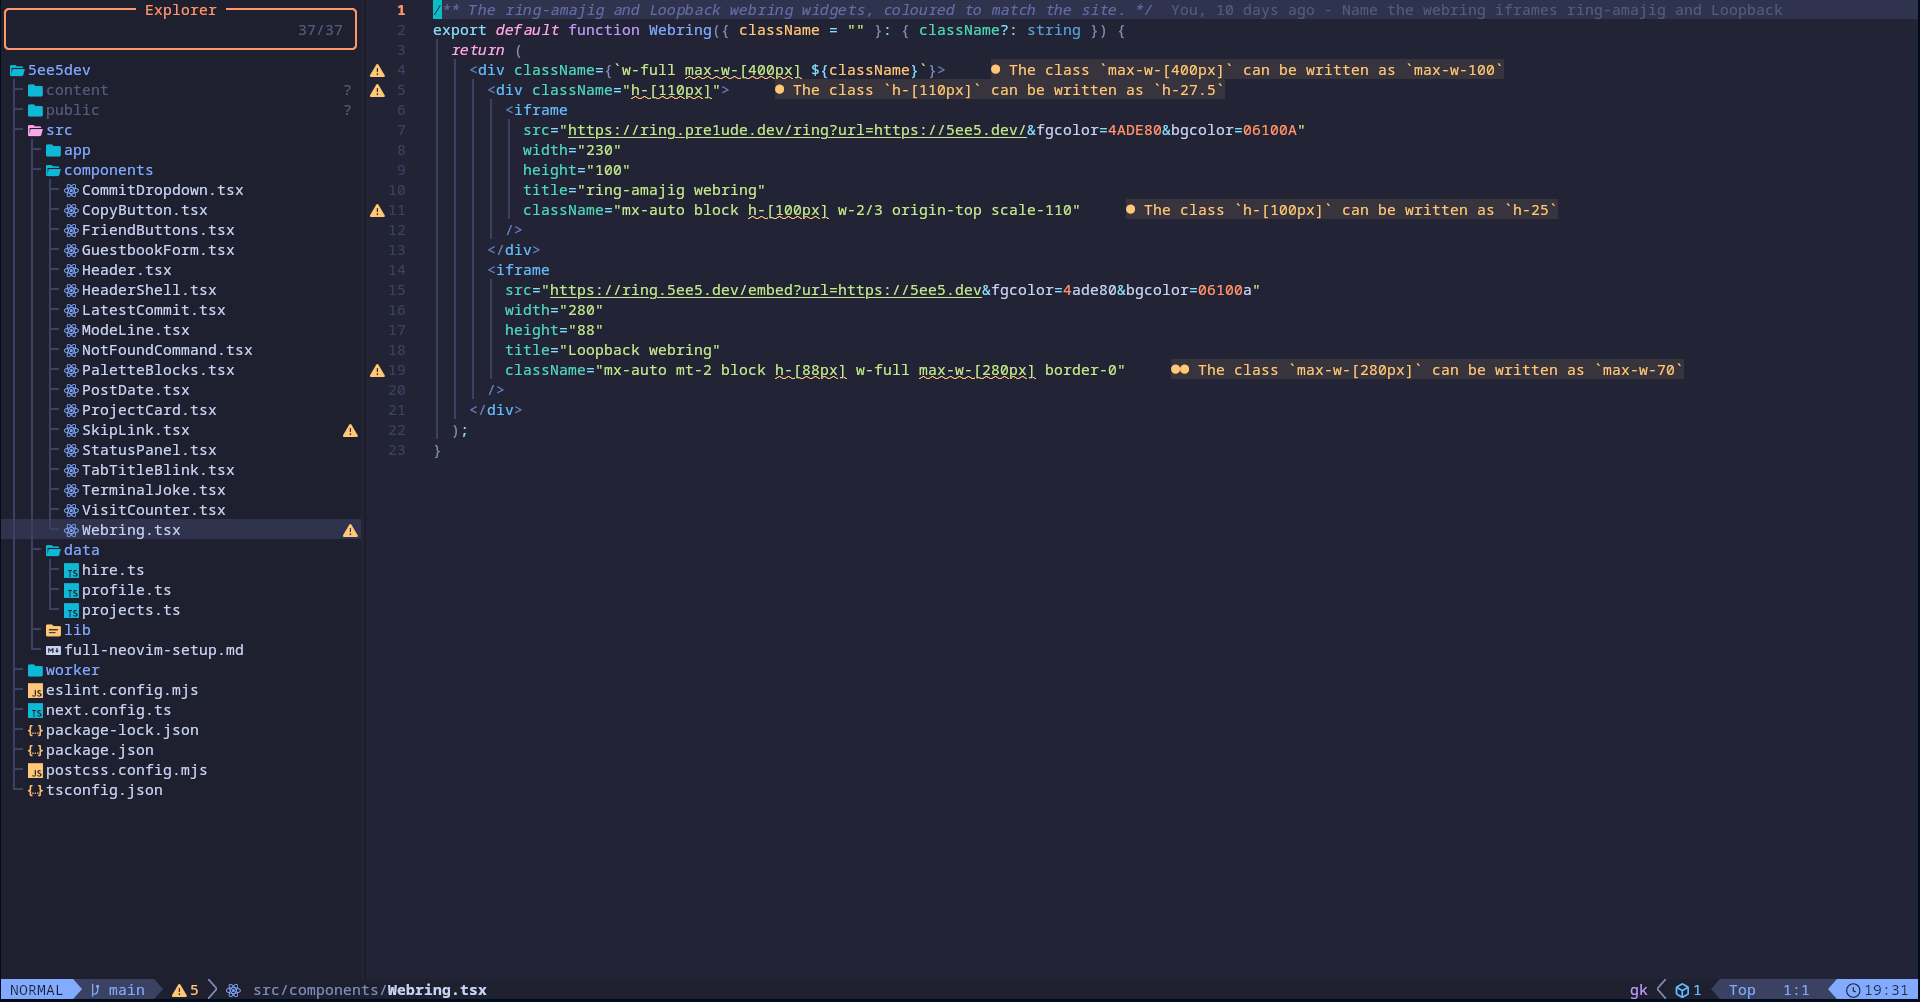 Explorer
37/37
5ee5dev
content ?
public ?
src
app
components
CommitDropdown.tsx
CopyButton.tsx
FriendButtons.tsx
GuestbookForm.tsx
Header.tsx
HeaderShell.tsx
LatestCommit.tsx
ModeLine.tsx
NotFoundCommand.tsx
PaletteBlocks.tsx
PostDate.tsx
ProjectCard.tsx
SkipLink.tsx
StatusPanel.tsx
TabTitleBlink.tsx
TerminalJoke.tsx
VisitCounter.tsx
Webring.tsx
data
TS hire.ts
TS profile.ts
TS projects.ts
lib
full-neovim-setup.md
worker
JS eslint.config.mjs
TS next.config.ts
{..} package-lock.json
{..} package.json
JS postcss.config.mjs
{..} tsconfig.json
1 /** The ring-amajig and Loopback webring widgets, coloured to match the site. */ You, 10 days ago - Name the webring iframes ring-amajig and Loopback
2 export default function Webring({ className = "" }: { className?: string }) {
3 return (
4 <div className={`w-full max-w-[400px] ${className}`}> The class `max-w-[400px]` can be written as `max-w-100`
5 <div className="h-[110px]"> The class `h-[110px]` can be written as `h-27.5`
6 <iframe
7 src="https://ring.pre1ude.dev/ring?url=https://5ee5.dev/&fgcolor=4ADE80&bgcolor=06100A"
8 width="230"
9 height="100"
10 title="ring-amajig webring"
11 className="mx-auto block h-[100px] w-2/3 origin-top scale-110" The class `h-[100px]` can be written as `h-25`
12 />
13 </div>
14 <iframe
15 src="https://ring.5ee5.dev/embed?url=https://5ee5.dev&fgcolor=4ade80&bgcolor=06100a"
16 width="280"
17 height="88"
18 title="Loopback webring"
19 className="mx-auto mt-2 block h-[88px] w-full max-w-[280px] border-0" The class `max-w-[280px]` can be written as `max-w-70`
20 />
21 </div>
22 );
23 }
NORMAL main 5 src/components/Webring.tsx gk 1 Top 1:1 19:31